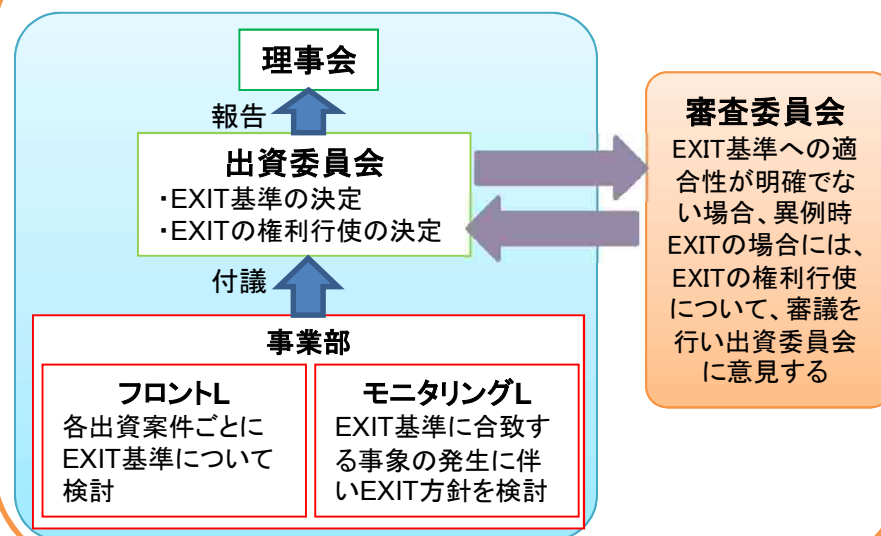 理事会
報告
出資委員会
・EXIT基準の決定
・EXITの権利行使の決定
付議
事業部
フロントL
各出資案件ごとに
EXIT基準について
検討
モニタリングL
EXIT基準に合致す
る事象の発生に伴
いEXIT方針を検討
審査委員会
EXIT基準への適
合性が明確でな
い場合、異例時
EXITの場合には、
EXITの権利行使
について、審議を
行い出資委員会
に意見する